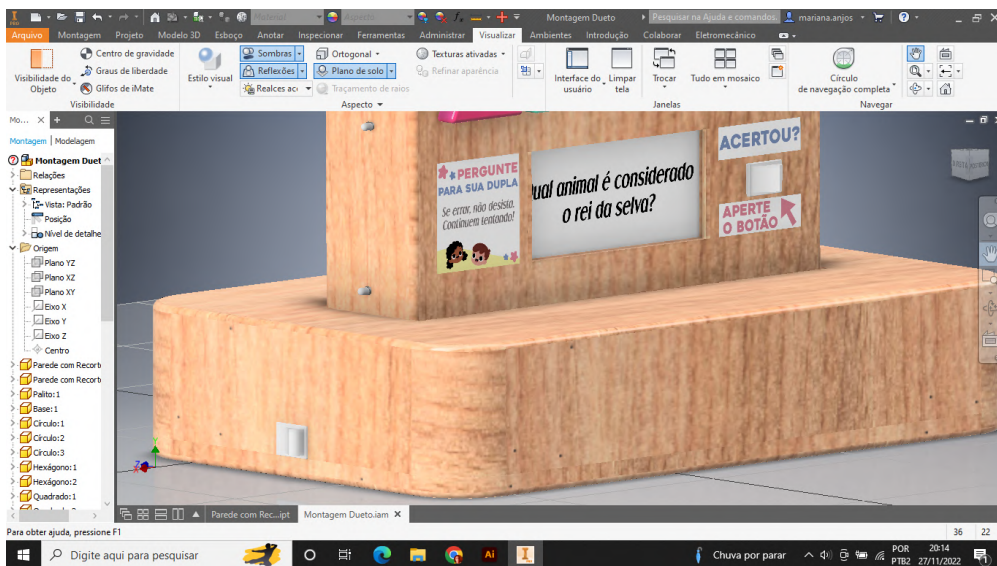 Material
Aspecto
Montagem Dueto
Pesquisar na Ajuda e comandos.
mariana.anjos
Arquivo Montagem Projeto Modelo 3D Esboço Anotar Inspecionar Ferramentas Administrar Visualizar Ambientes Introdução Colaborar Eletromecânico
Visibilidade do Objeto
Centro de gravidade
Graus de liberdade
Glifos de iMate
Visibilidade
Estilo visual
Sombras
Reflexões
Realces aci
Ortogonal
Plano de solo
Traçamento de raios
Texturas ativadas
Refinar aparência
Aspecto
Interface do usuário
Limpar tela
Trocar
Tudo em mosaico
Janelas
Círculo de navegação completa
Navegar
Mo...
Montagem | Modelagem
Montagem Duet
Relações
Representações
Vista: Padrão
Posição
Nível de detalhe
Origem
Plano YZ
Plano XZ
Plano XY
Eixo X
Eixo Y
Eixo Z
Centro
Parede com Recort
Parede com Recort
Palito:1
Base:1
Círculo:1
Círculo:2
Círculo:3
Hexágono:1
Hexágono:2
Quadrado:1
PERGUNTE
PARA SUA DUPLA
Se errar, não desista.
Continuem tentando!
ual animal é considerado
o rei da selva?
ACERTOU?
APERTE
O BOTÃO
Y
Z
Parede com Rec...ipt
Montagem Dueto.iam
Para obter ajuda, pressione F1
36 22
Digite aqui para pesquisar
Ai
Chuva por parar
POR
PTB2
20:14
27/11/2022